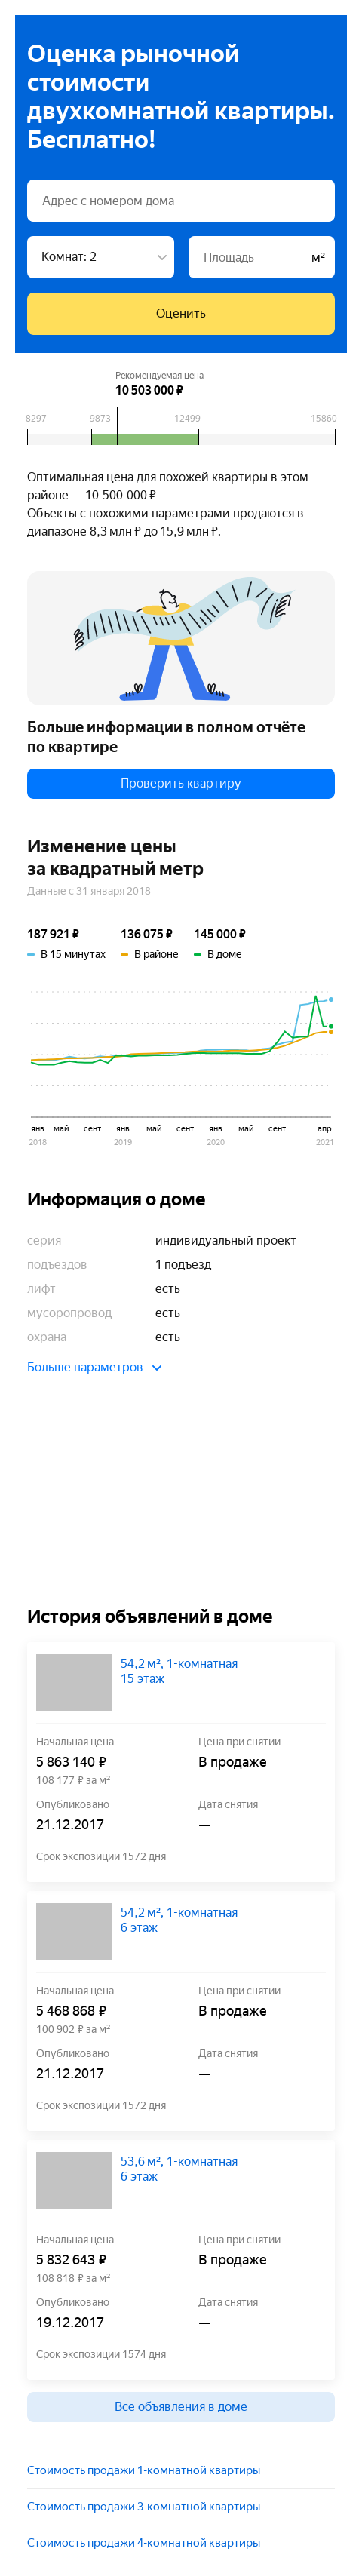 Оценка рыночной
стоимости
двухкомнатной квартиры.
Бесплатно!
Адрес с номером дома
Комнат: 2
Площадь м²
Оценить
Рекомендуемая цена
10 503 000 ₽
8297 9873 12499 15860
Оптимальная цена для похожей квартиры в этом
районе — 10 500 000 ₽
Объекты с похожими параметрами продаются в
диапазоне 8,3 млн ₽ до 15,9 млн ₽.
Больше информации в полном отчёте
по квартире
Проверить квартиру
Изменение цены
за квадратный метр
Данные с 31 января 2018
187 921 ₽ 136 075 ₽ 145 000 ₽
В 15 минутах В районе В доме
янв май сент янв май сент янв май сент апр
2018 2019 2020 2021
Информация о доме
серия индивидуальный проект
подъездов 1 подъезд
лифт есть
мусоропровод есть
охрана есть
Больше параметров
История объявлений в доме
54,2 м², 1-комнатная
15 этаж
Начальная цена Цена при снятии
5 863 140 ₽ В продаже
108 177 ₽ за м²
Опубликовано Дата снятия
21.12.2017 —
Срок экспозиции 1572 дня
54,2 м², 1-комнатная
6 этаж
Начальная цена Цена при снятии
5 468 868 ₽ В продаже
100 902 ₽ за м²
Опубликовано Дата снятия
21.12.2017 —
Срок экспозиции 1572 дня
53,6 м², 1-комнатная
6 этаж
Начальная цена Цена при снятии
5 832 643 ₽ В продаже
108 818 ₽ за м²
Опубликовано Дата снятия
19.12.2017 —
Срок экспозиции 1574 дня
Все объявления в доме
Стоимость продажи 1-комнатной квартиры
Стоимость продажи 3-комнатной квартиры
Стоимость продажи 4-комнатной квартиры